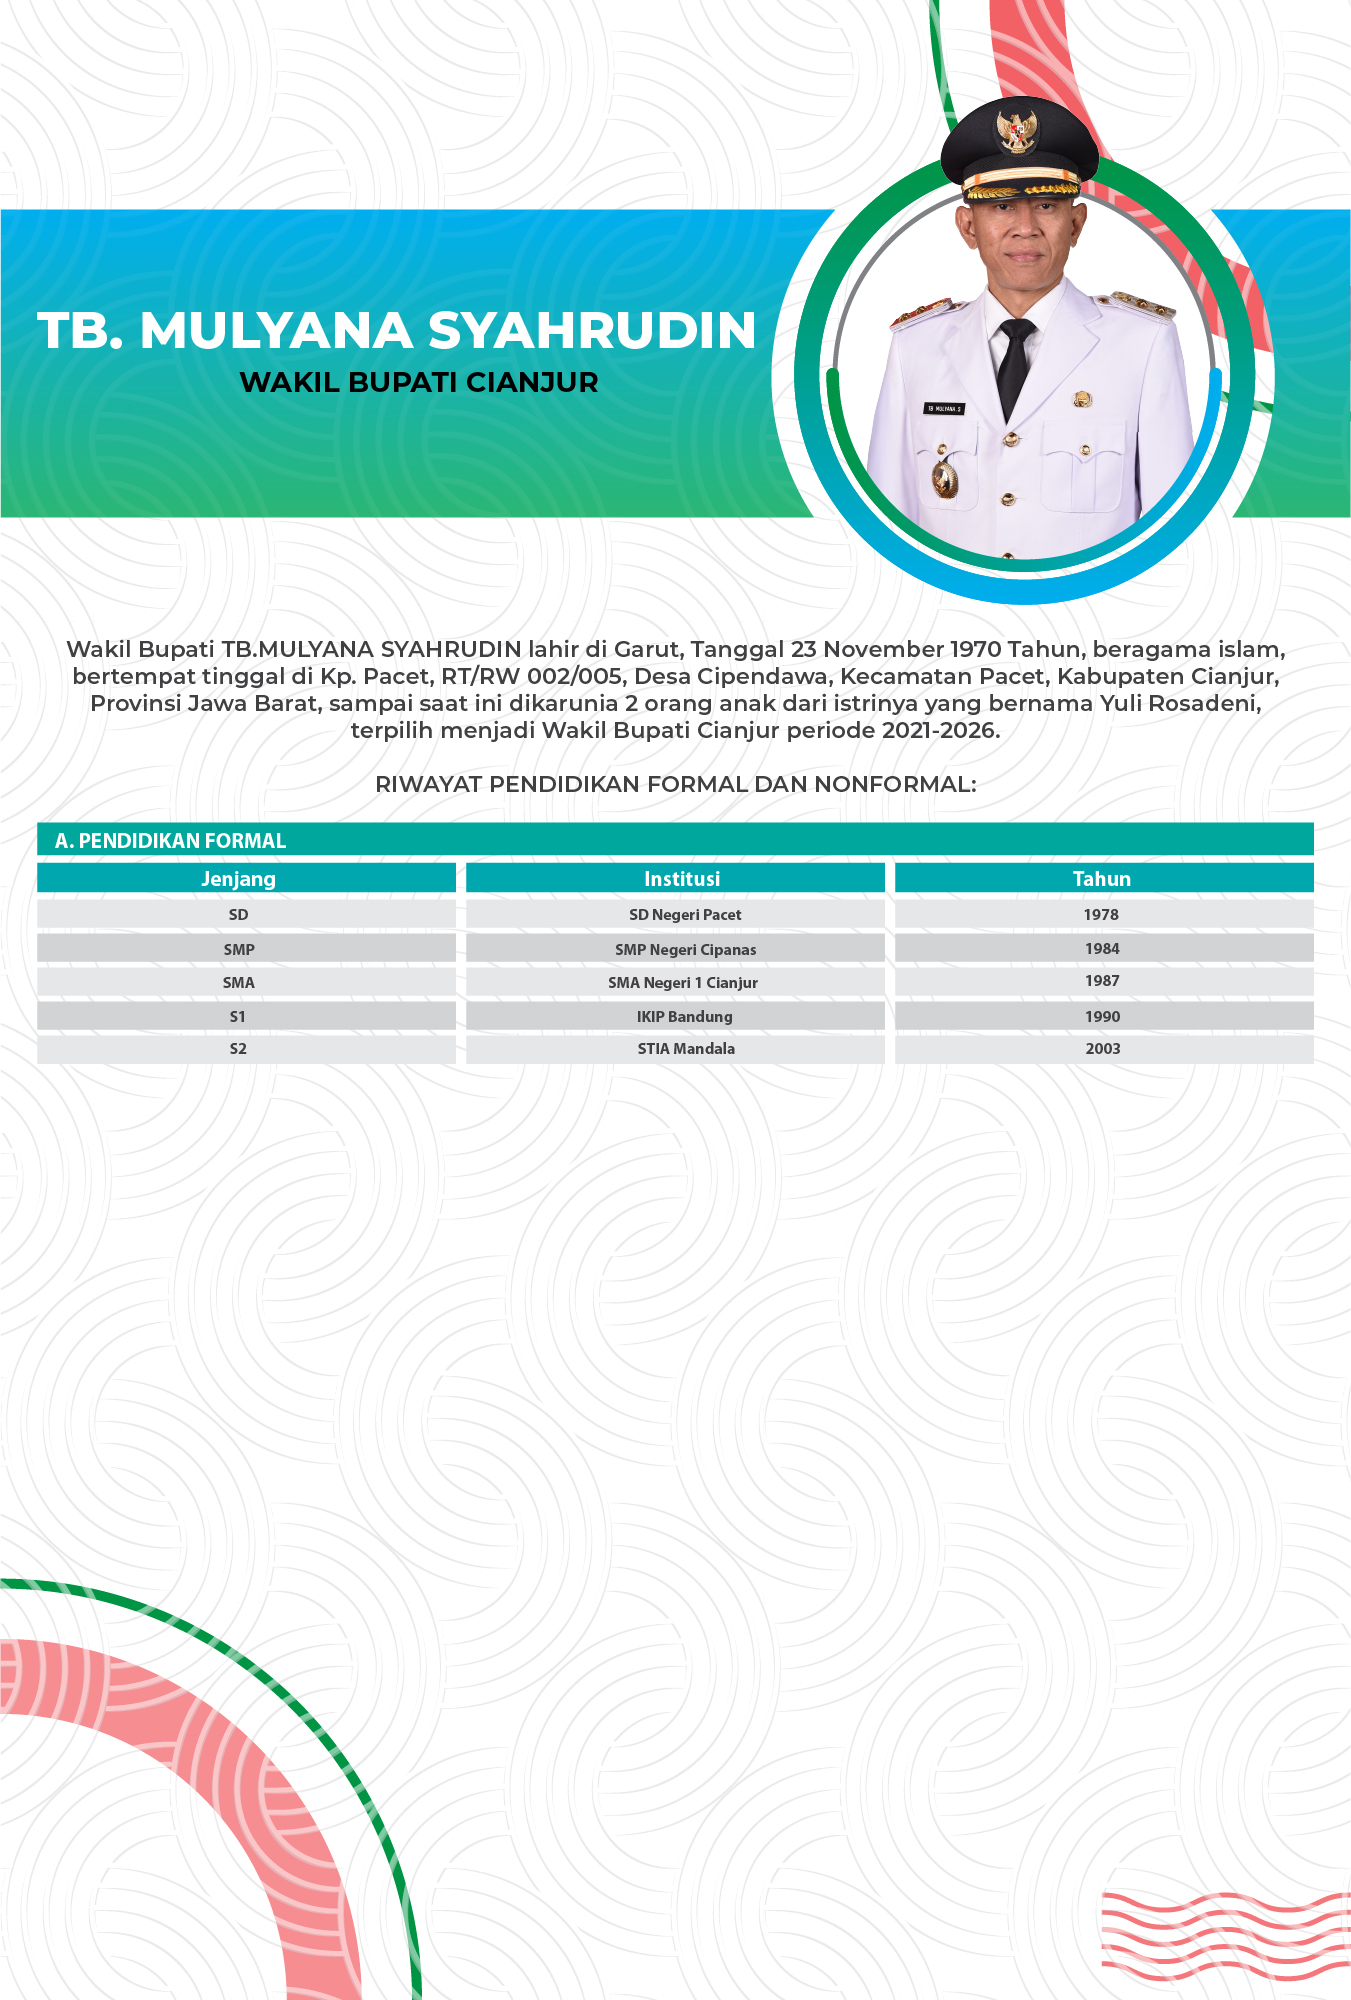 TB. MULYANA SYAHRUDIN
WAKIL BUPATI CIANJUR
TB MULYANA .S
Wakil Bupati TB.MULYANA SYAHRUDIN lahir di Garut, Tanggal 23 November 1970 Tahun, beragama islam,
bertempat tinggal di Kp. Pacet, RT/RW 002/005, Desa Cipendawa, Kecamatan Pacet, Kabupaten Cianjur,
Provinsi Jawa Barat, sampai saat ini dikarunia 2 orang anak dari istrinya yang bernama Yuli Rosadeni,
terpilih menjadi Wakil Bupati Cianjur periode 2021-2026.
RIWAYAT PENDIDIKAN FORMAL DAN NONFORMAL:
A. PENDIDIKAN FORMAL
Jenjang Institusi Tahun
SD SD Negeri Pacet 1978
SMP SMP Negeri Cipanas 1984
SMA SMA Negeri 1 Cianjur 1987
S1 IKIP Bandung 1990
S2 STIA Mandala 2003